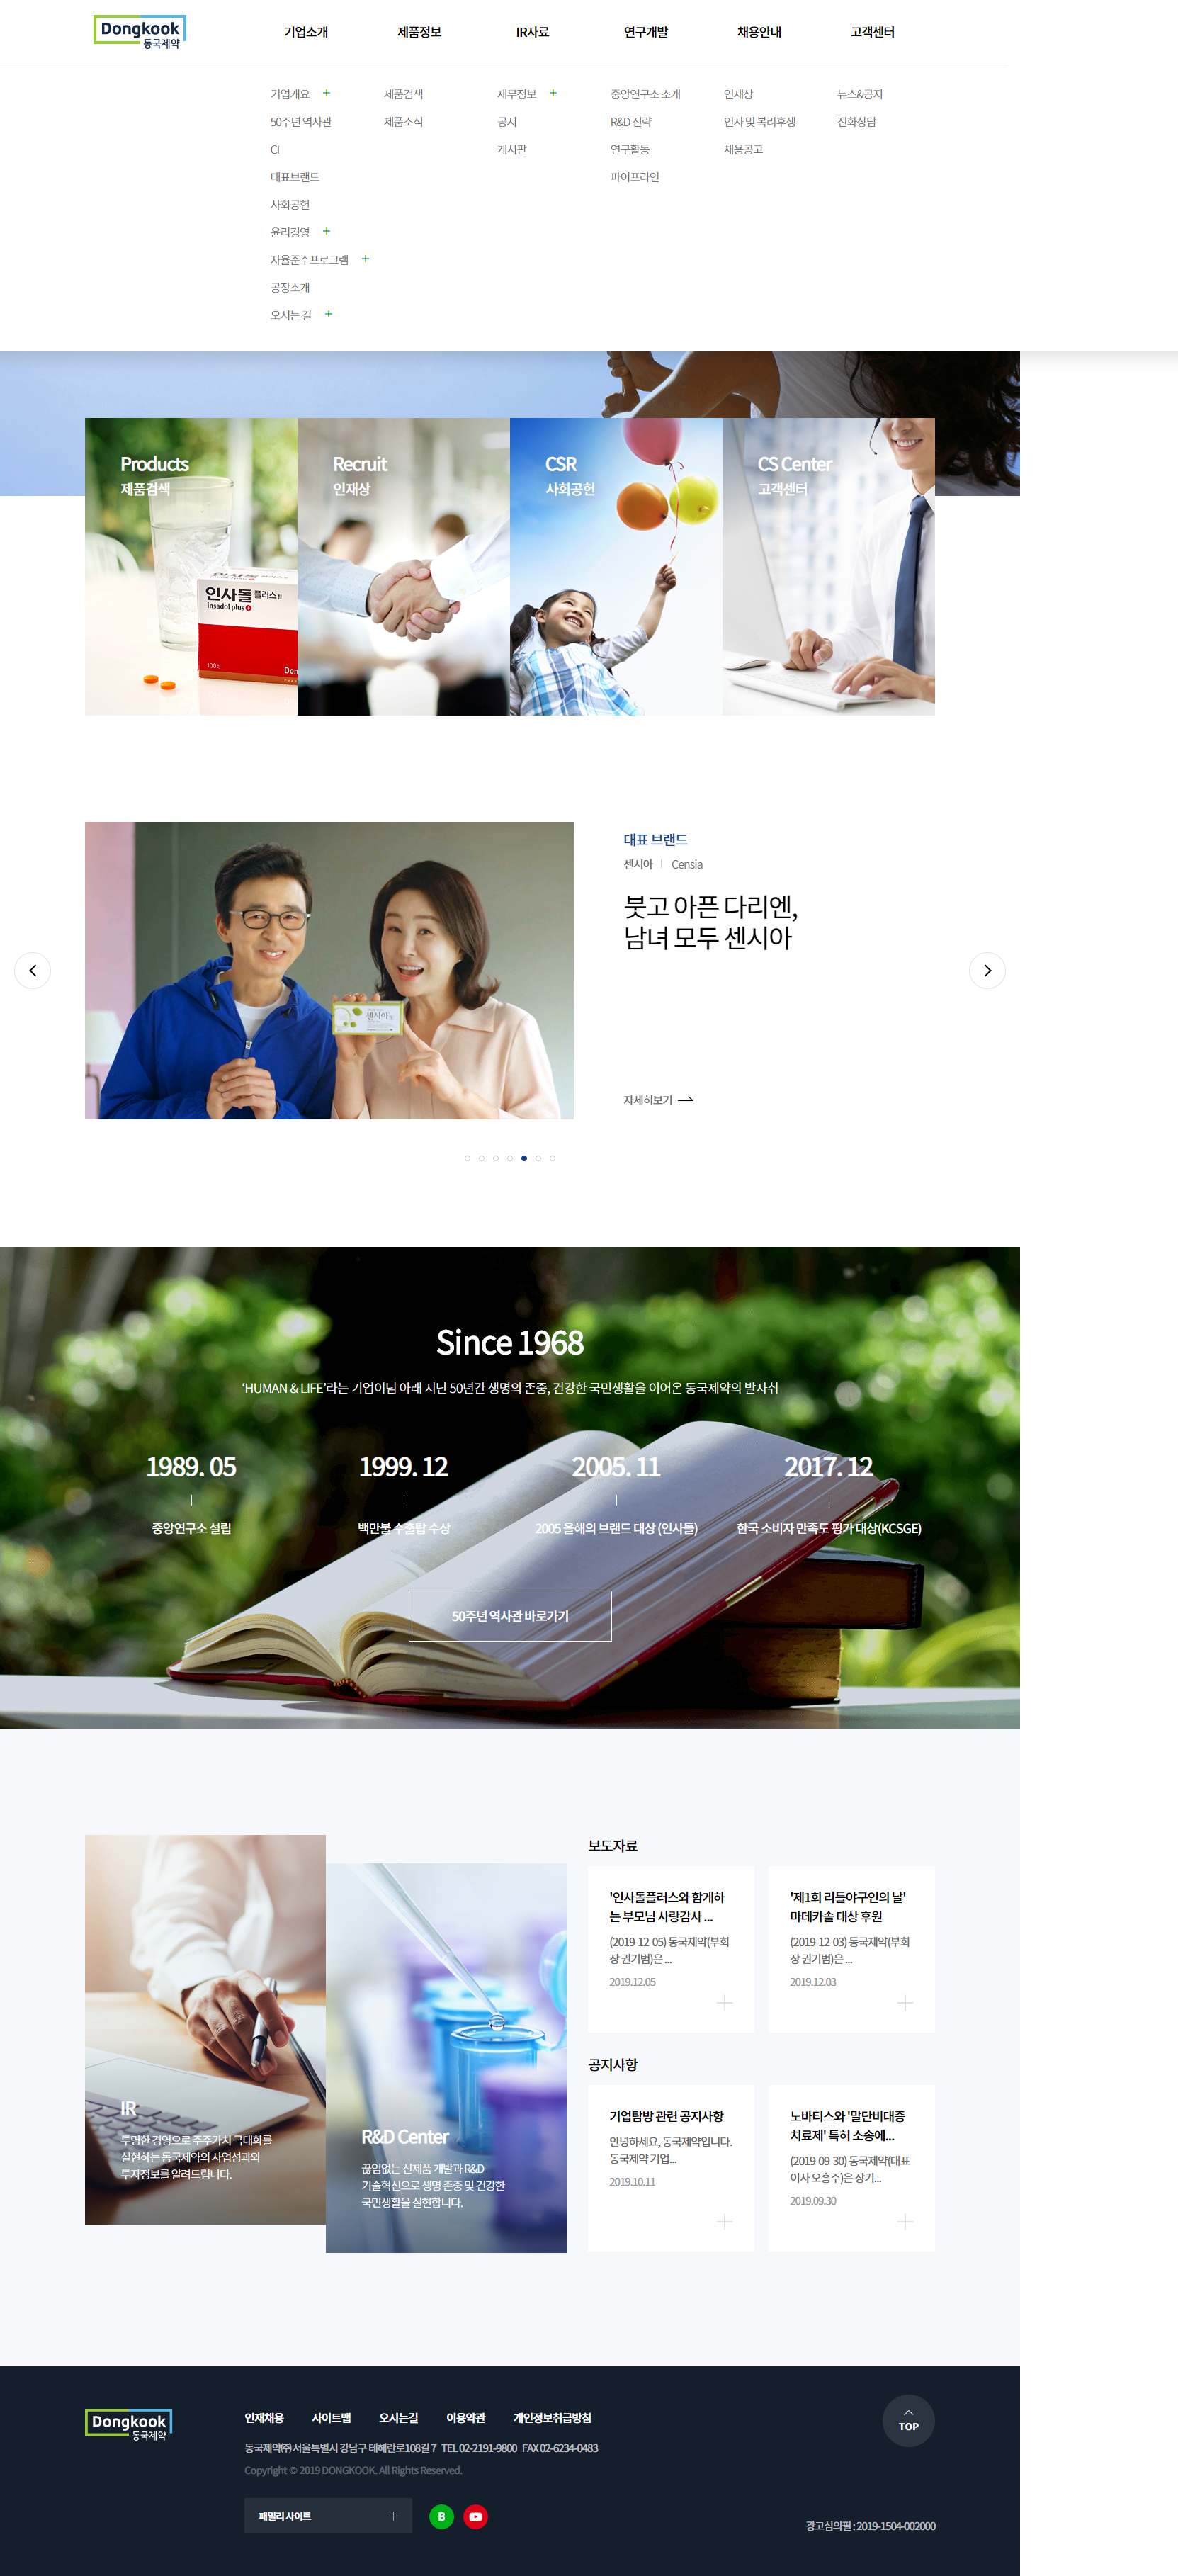 Dongkook
동국제약
기업소개
제품정보
IR자료
연구개발
채용안내
고객센터
기업개요
50주년 역사관
CI
대표브랜드
사회공헌
윤리경영
자율준수프로그램
공장소개
오시는 길
제품검색
제품소식
재무정보
공시
게시판
중앙연구소 소개
R&D 전략
연구활동
파이프라인
인재상
인사 및 복리후생
채용공고
뉴스&공지
전화상담
Products
제품검색
인사돌 플러스정
insadol plus
100
Recruit
인재상
CSR
사회공헌
CS Center
고객센터
센시아
대표 브랜드
센시아 Censia
붓고 아픈 다리엔,
남녀 모두 센시아
자세히보기
Since 1968
‘HUMAN & LIFE’라는 기업이념 아래 지난 50년간 생명의 존중, 건강한 국민생활을 이어온 동국제약의 발자취
1989. 05
중앙연구소 설립
1999. 12
백만불 수출탑 수상
2005. 11
2005 올해의 브랜드 대상 (인사돌)
2017. 12
한국 소비자 만족도 평가 대상(KCSGE)
50주년 역사관 바로가기
IR
투명한 경영으로 주주가치 극대화를
실현하는 동국제약의 사업성과와
투자정보를 알려드립니다.
R&D Center
끊임없는 신제품 개발과 R&D
기술혁신으로 생명 존중 및 건강한
국민생활을 실현합니다.
보도자료
'인사돌플러스와 함께하
는 부모님 사랑감사 ...
(2019-12-05) 동국제약(부회
장 권기범)은 ...
2019.12.05
'제1회 리틀야구인의 날'
마데카솔 대상 후원
(2019-12-03) 동국제약(부회
장 권기범)은 ...
2019.12.03
공지사항
기업탐방 관련 공지사항
안녕하세요, 동국제약입니다.
동국제약 기업...
2019.10.11
노바티스와 '말단비대증
치료제' 특허 소송에...
(2019-09-30) 동국제약(대표
이사 오흥주)은 장기...
2019.09.30
Dongkook
동국제약
인재채용
사이트맵
오시는길
이용약관
개인정보취급방침
동국제약㈜ 서울특별시 강남구 테헤란로108길 7 TEL 02-2191-9800 FAX 02-6234-0483
Copyright © 2019 DONGKOOK. All Rights Reserved.
패밀리 사이트
B
TOP
광고심의필 : 2019-1504-002000